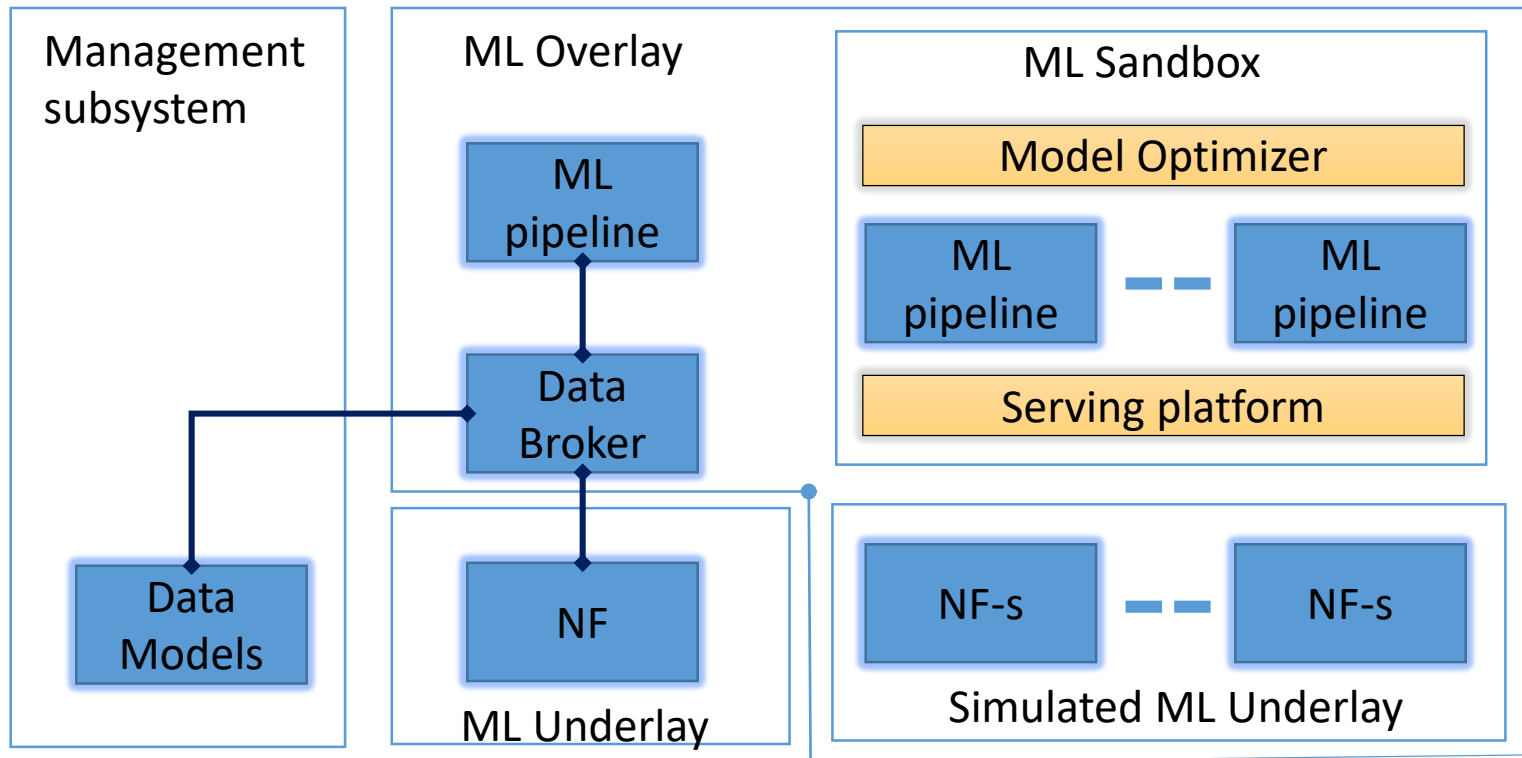 Management
subsystem
Data
Models
ML Overlay
ML
pipeline
Data
Broker
NF
ML Underlay
ML Sandbox
Model Optimizer
ML
pipeline
ML
pipeline
Serving platform
NF-s
NF-s
Simulated ML Underlay